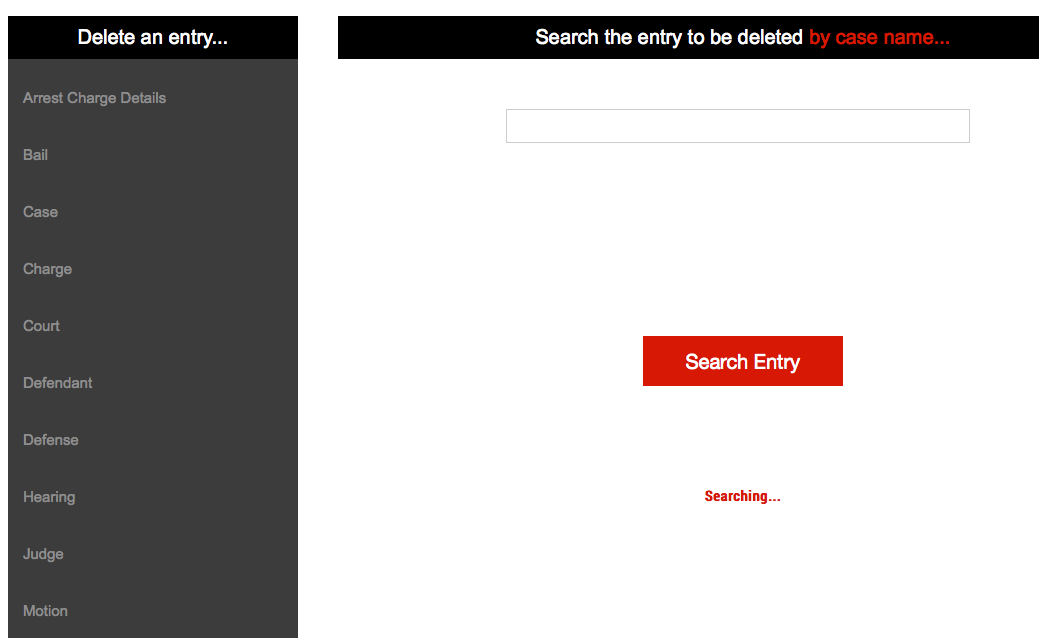 Delete an entry...
Arrest Charge Details
Bail
Case
Charge
Court
Defendant
Defense
Hearing
Judge
Motion
Search the entry to be deleted by case name...
Search Entry
Searching...